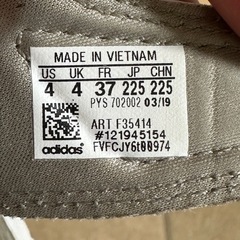 MADE IN VIETNAM
US UK FR JP CHN
4 4 37 225 225
PYS 702002 03/19
ART F35414
#121945154
adidas FVFCJY6t00974